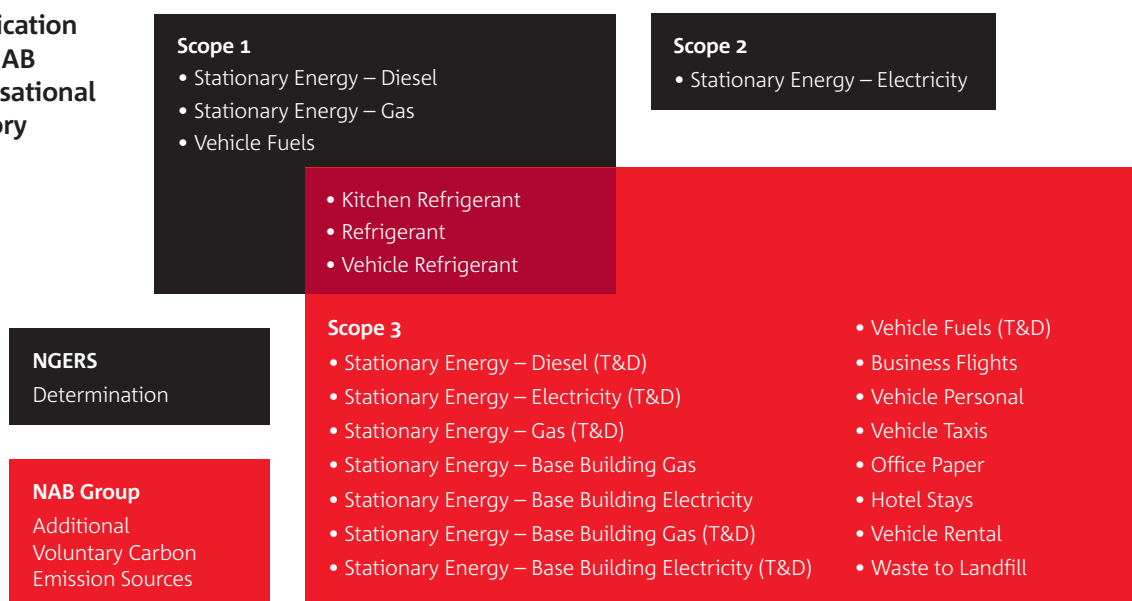 ication
AB
sational
ry
Scope 1
• Stationary Energy – Diesel
• Stationary Energy – Gas
• Vehicle Fuels
Scope 2
• Stationary Energy – Electricity
• Kitchen Refrigerant
• Refrigerant
• Vehicle Refrigerant
NGERS
Determination
NAB Group
Additional
Voluntary Carbon
Emission Sources
Scope 3
• Stationary Energy – Diesel (T&D)
• Stationary Energy – Electricity (T&D)
• Stationary Energy – Gas (T&D)
• Stationary Energy – Base Building Gas
• Stationary Energy – Base Building Electricity
• Stationary Energy – Base Building Gas (T&D)
• Stationary Energy – Base Building Electricity (T&D)
• Vehicle Fuels (T&D)
• Business Flights
• Vehicle Personal
• Vehicle Taxis
• Office Paper
• Hotel Stays
• Vehicle Rental
• Waste to Landfill